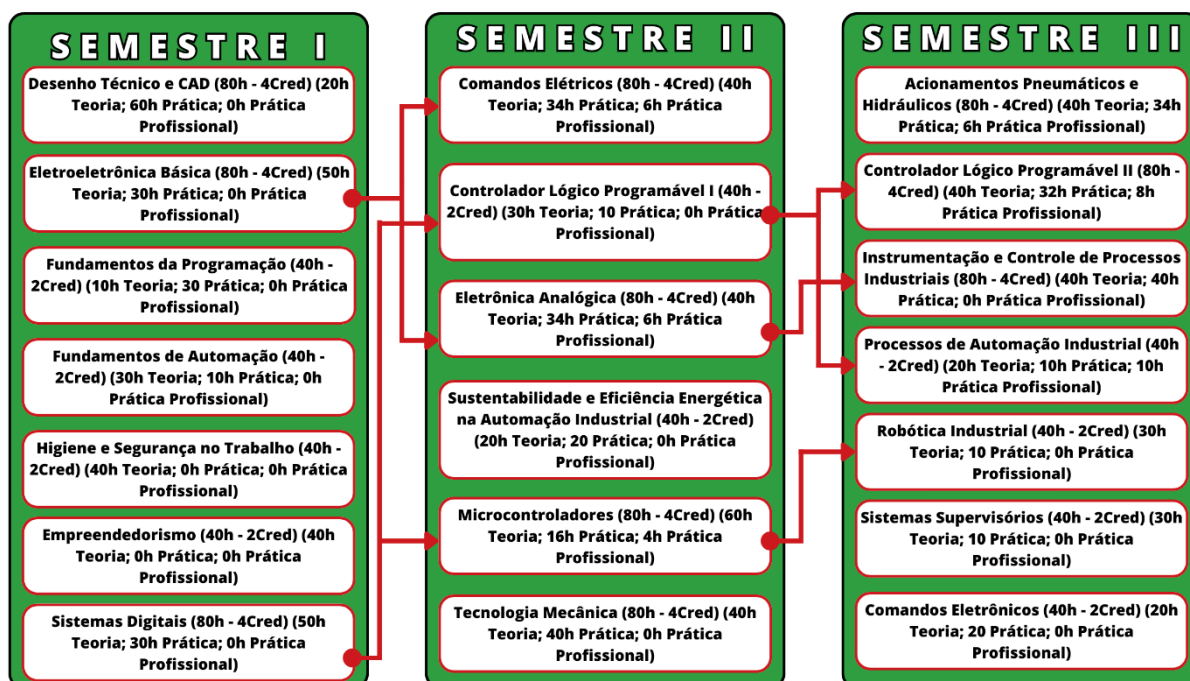 SEMESTRE I
Desenho Técnico e CAD (80h - 4Cred) (20h
Teoria; 60h Prática; 0h Prática
Profissional)
Eletroeletrônica Básica (80h - 4Cred) (50h
Teoria; 30h Prática; 0h Prática
Profissional)
Fundamentos da Programação (40h -
2Cred) (10h Teoria; 30 Prática; 0h Prática
Profissional)
Fundamentos de Automação (40h -
2Cred) (30h Teoria; 10h Prática; 0h
Prática Profissional)
Higiene e Segurança no Trabalho (40h -
2Cred) (40h Teoria; 0h Prática; 0h Prática
Profissional)
Empreendedorismo (40h - 2Cred) (40h
Teoria; 0h Prática; 0h Prática
Profissional)
Sistemas Digitais (80h - 4Cred) (50h
Teoria; 30h Prática; 0h Prática
Profissional)
SEMESTRE II
Comandos Elétricos (80h - 4Cred) (40h
Teoria; 34h Prática; 6h Prática
Profissional)
Controlador Lógico Programável I (40h -
2Cred) (30h Teoria; 10 Prática; 0h Prática
Profissional)
Eletrônica Analógica (80h - 4Cred) (40h
Teoria; 34h Prática; 6h Prática
Profissional)
Sustentabilidade e Eficiência Energética
na Automação Industrial (40h - 2Cred)
(20h Teoria; 20 Prática; 0h Prática
Profissional)
Microcontroladores (80h - 4Cred) (60h
Teoria; 16h Prática; 4h Prática
Profissional)
Tecnologia Mecânica (80h - 4Cred) (40h
Teoria; 40h Prática; 0h Prática
Profissional)
SEMESTRE III
Acionamentos Pneumáticos e
Hidráulicos (80h - 4Cred) (40h Teoria; 34h
Prática; 6h Prática Profissional)
Controlador Lógico Programável II (80h -
4Cred) (40h Teoria; 32h Prática; 8h
Prática Profissional)
Instrumentação e Controle de Processos
Industriais (80h - 4Cred) (40h Teoria; 40h
Prática; 0h Prática Profissional)
Processos de Automação Industrial (40h
- 2Cred) (20h Teoria; 10h Prática; 10h
Prática Profissional)
Robótica Industrial (40h - 2Cred) (30h
Teoria; 10 Prática; 0h Prática
Profissional)
Sistemas Supervisórios (40h - 2Cred) (30h
Teoria; 10 Prática; 0h Prática
Profissional)
Comandos Eletrônicos (40h - 2Cred) (20h
Teoria; 20 Prática; 0h Prática
Profissional)